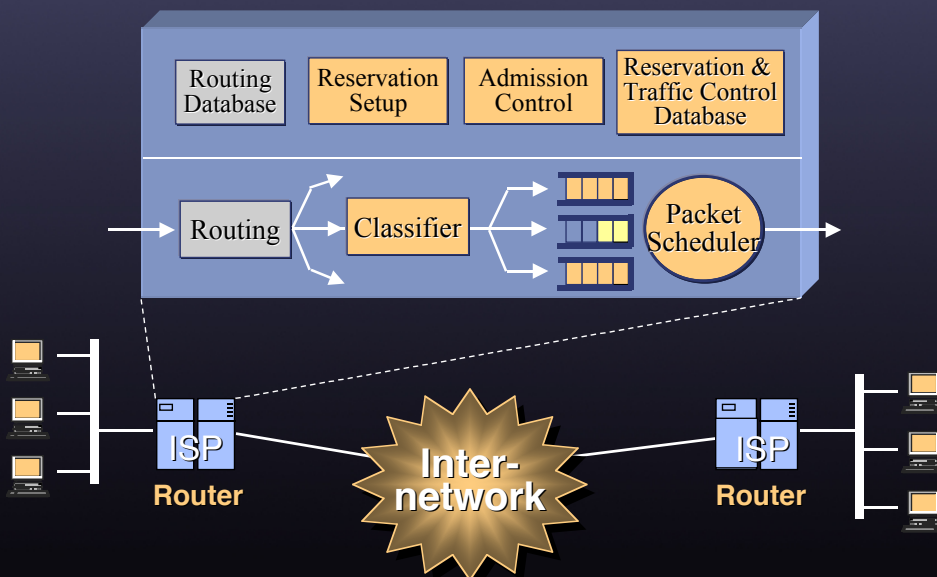 Routing
Database
Reservation
Setup
Admission
Control
Reservation &
Traffic Control
Database
Routing
Classifier
Packet
Scheduler
ISP
Router
Inter-
network
ISP
Router